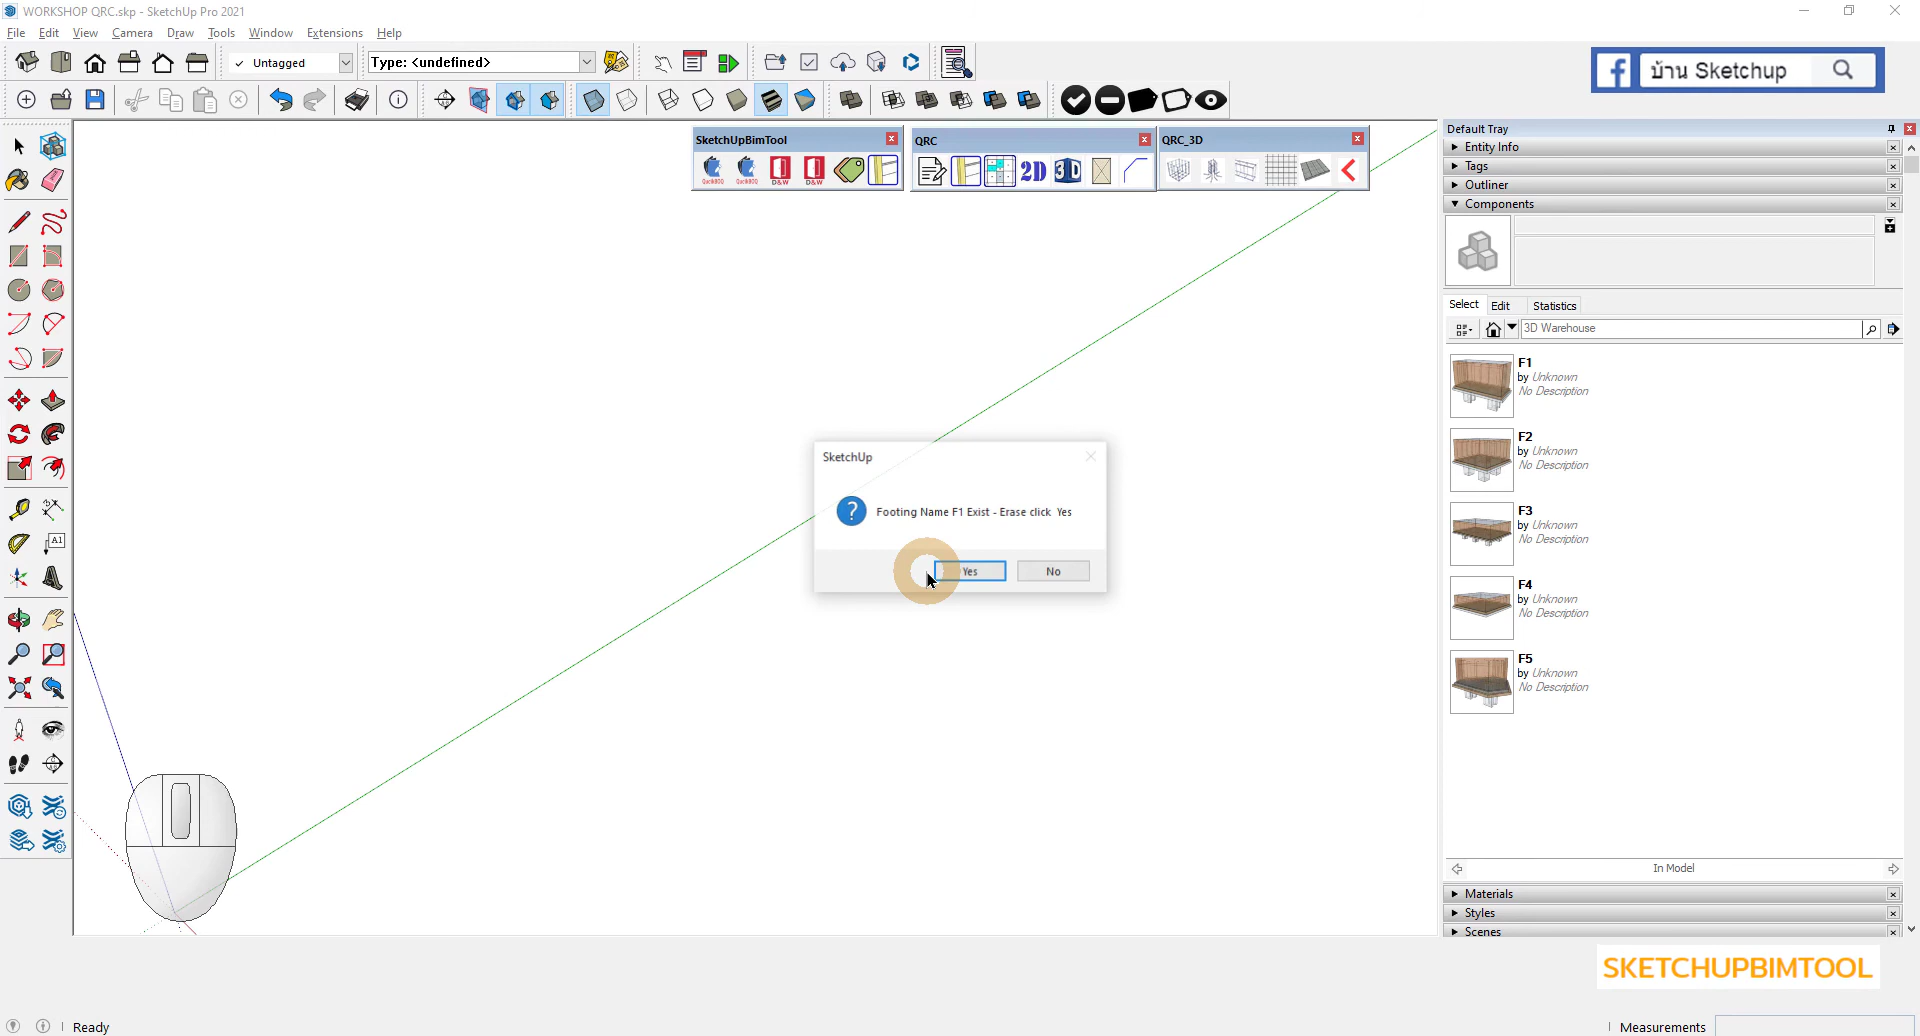 WORKSHOP QRC.skp - SketchUp Pro 2021
File Edit View Camera Draw Tools Window Extensions Help
Untagged
Type: <undefined>
บ้าน Sketchup
SketchUpBimTool
QRC
QRC_3D
D&W D&W
2D 3D
A1
Default Tray
Entity Info
Tags
Outliner
Components
Select Edit Statistics
3D Warehouse
F1
by Unknown
No Description
F2
by Unknown
No Description
F3
by Unknown
No Description
F4
by Unknown
No Description
F5
by Unknown
No Description
In Model
Materials
Styles
Scenes
SketchUp
Footing Name F1 Exist - Erase click Yes
Yes No
SKETCHUPBIMTOOL
Ready
Measurements